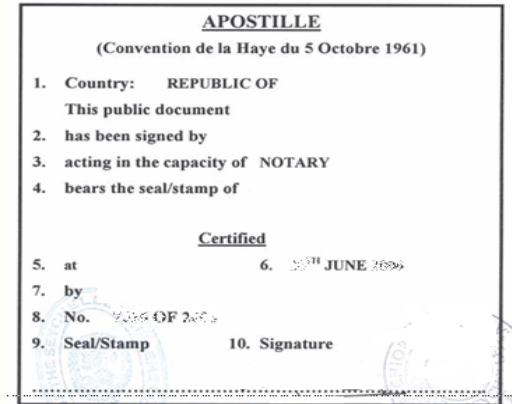 APOSTILLE
(Convention de la Haye du 5 Octobre 1961)
1. Country: REPUBLIC OF
This public document
2. has been signed by
3. acting in the capacity of NOTARY
4. bears the seal/stamp of
Certified
5. at 6. TH JUNE
7. by
8. No. OF
9. Seal/Stamp 10. Signature